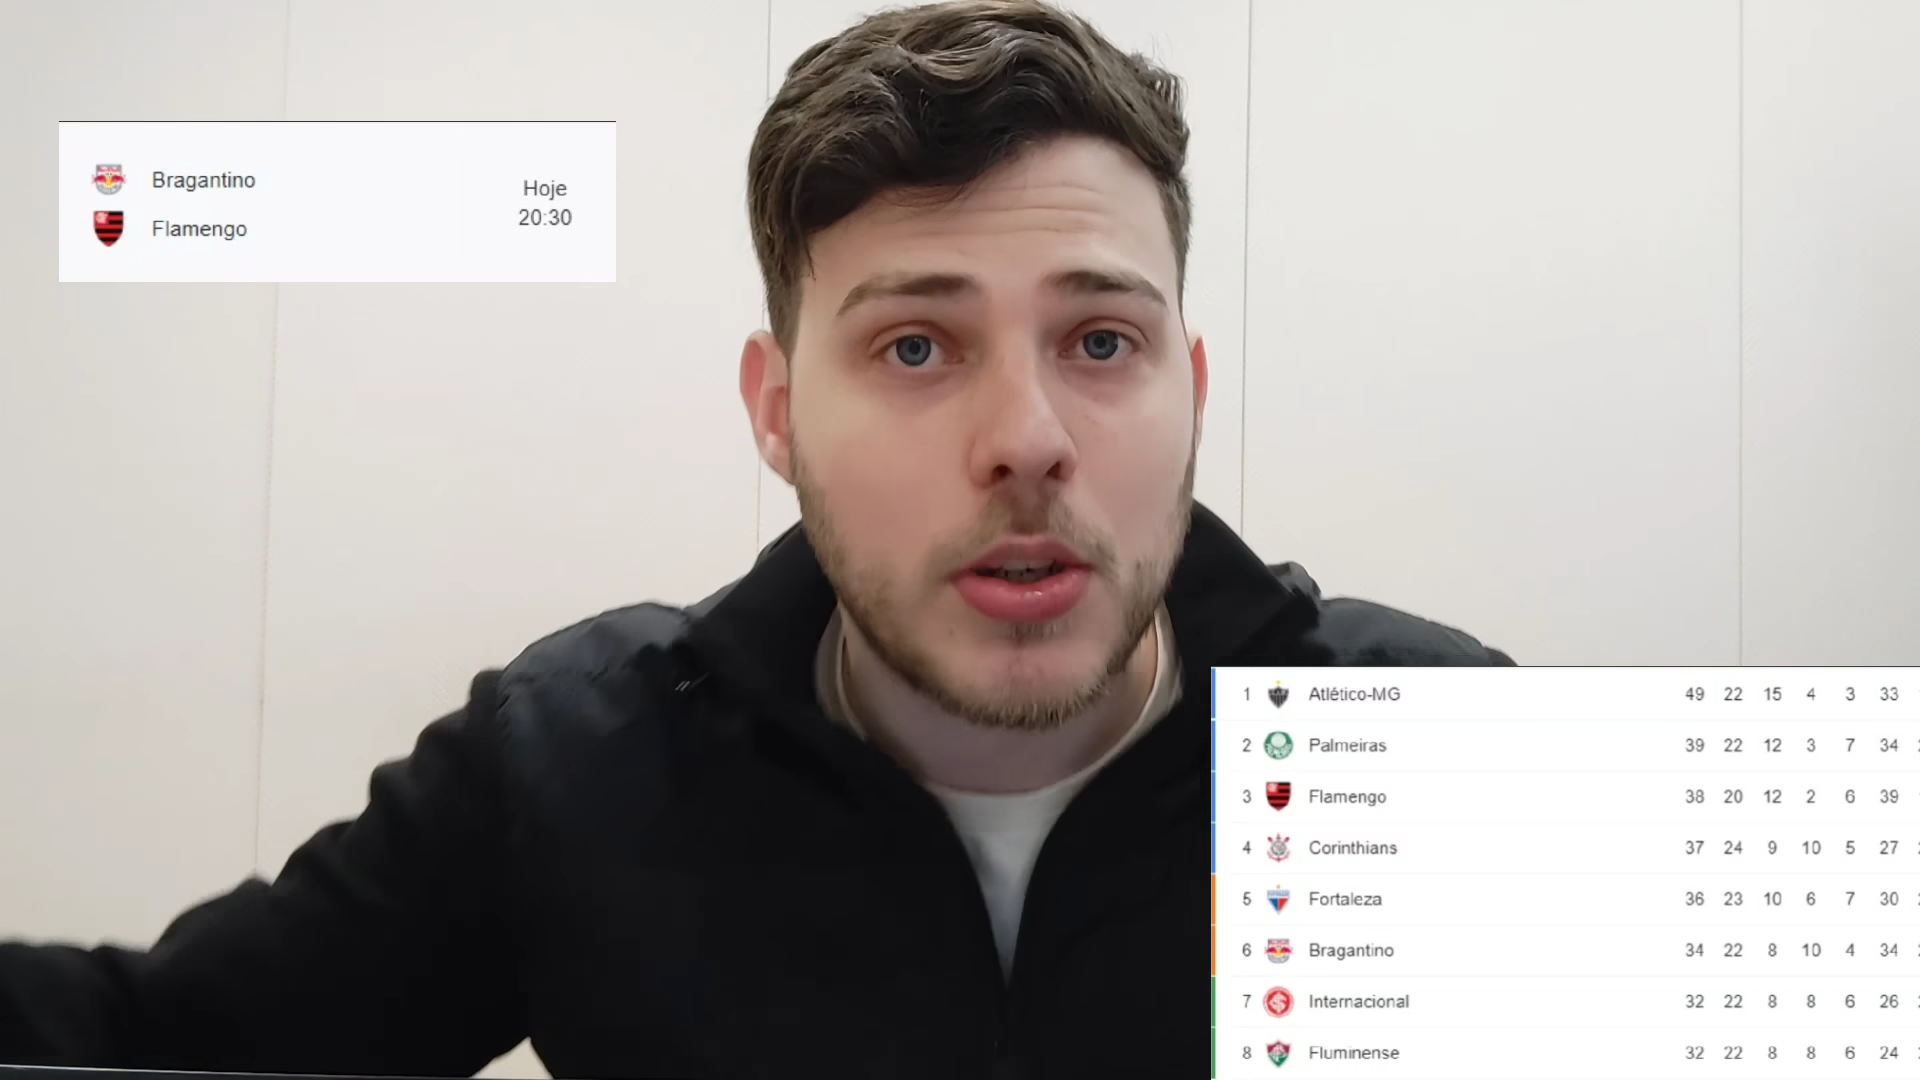 Bragantino
Flamengo
Hoje
20:30
1 Atlético-MG 49 22 15 4 3 33
2 Palmeiras 39 22 12 3 7 34
3 Flamengo 38 20 12 2 6 39
4 Corinthians 37 24 9 10 5 27
5 Fortaleza 36 23 10 6 7 30
6 Bragantino 34 22 8 10 4 34
7 Internacional 32 22 8 8 6 26
8 Fluminense 32 22 8 8 6 24